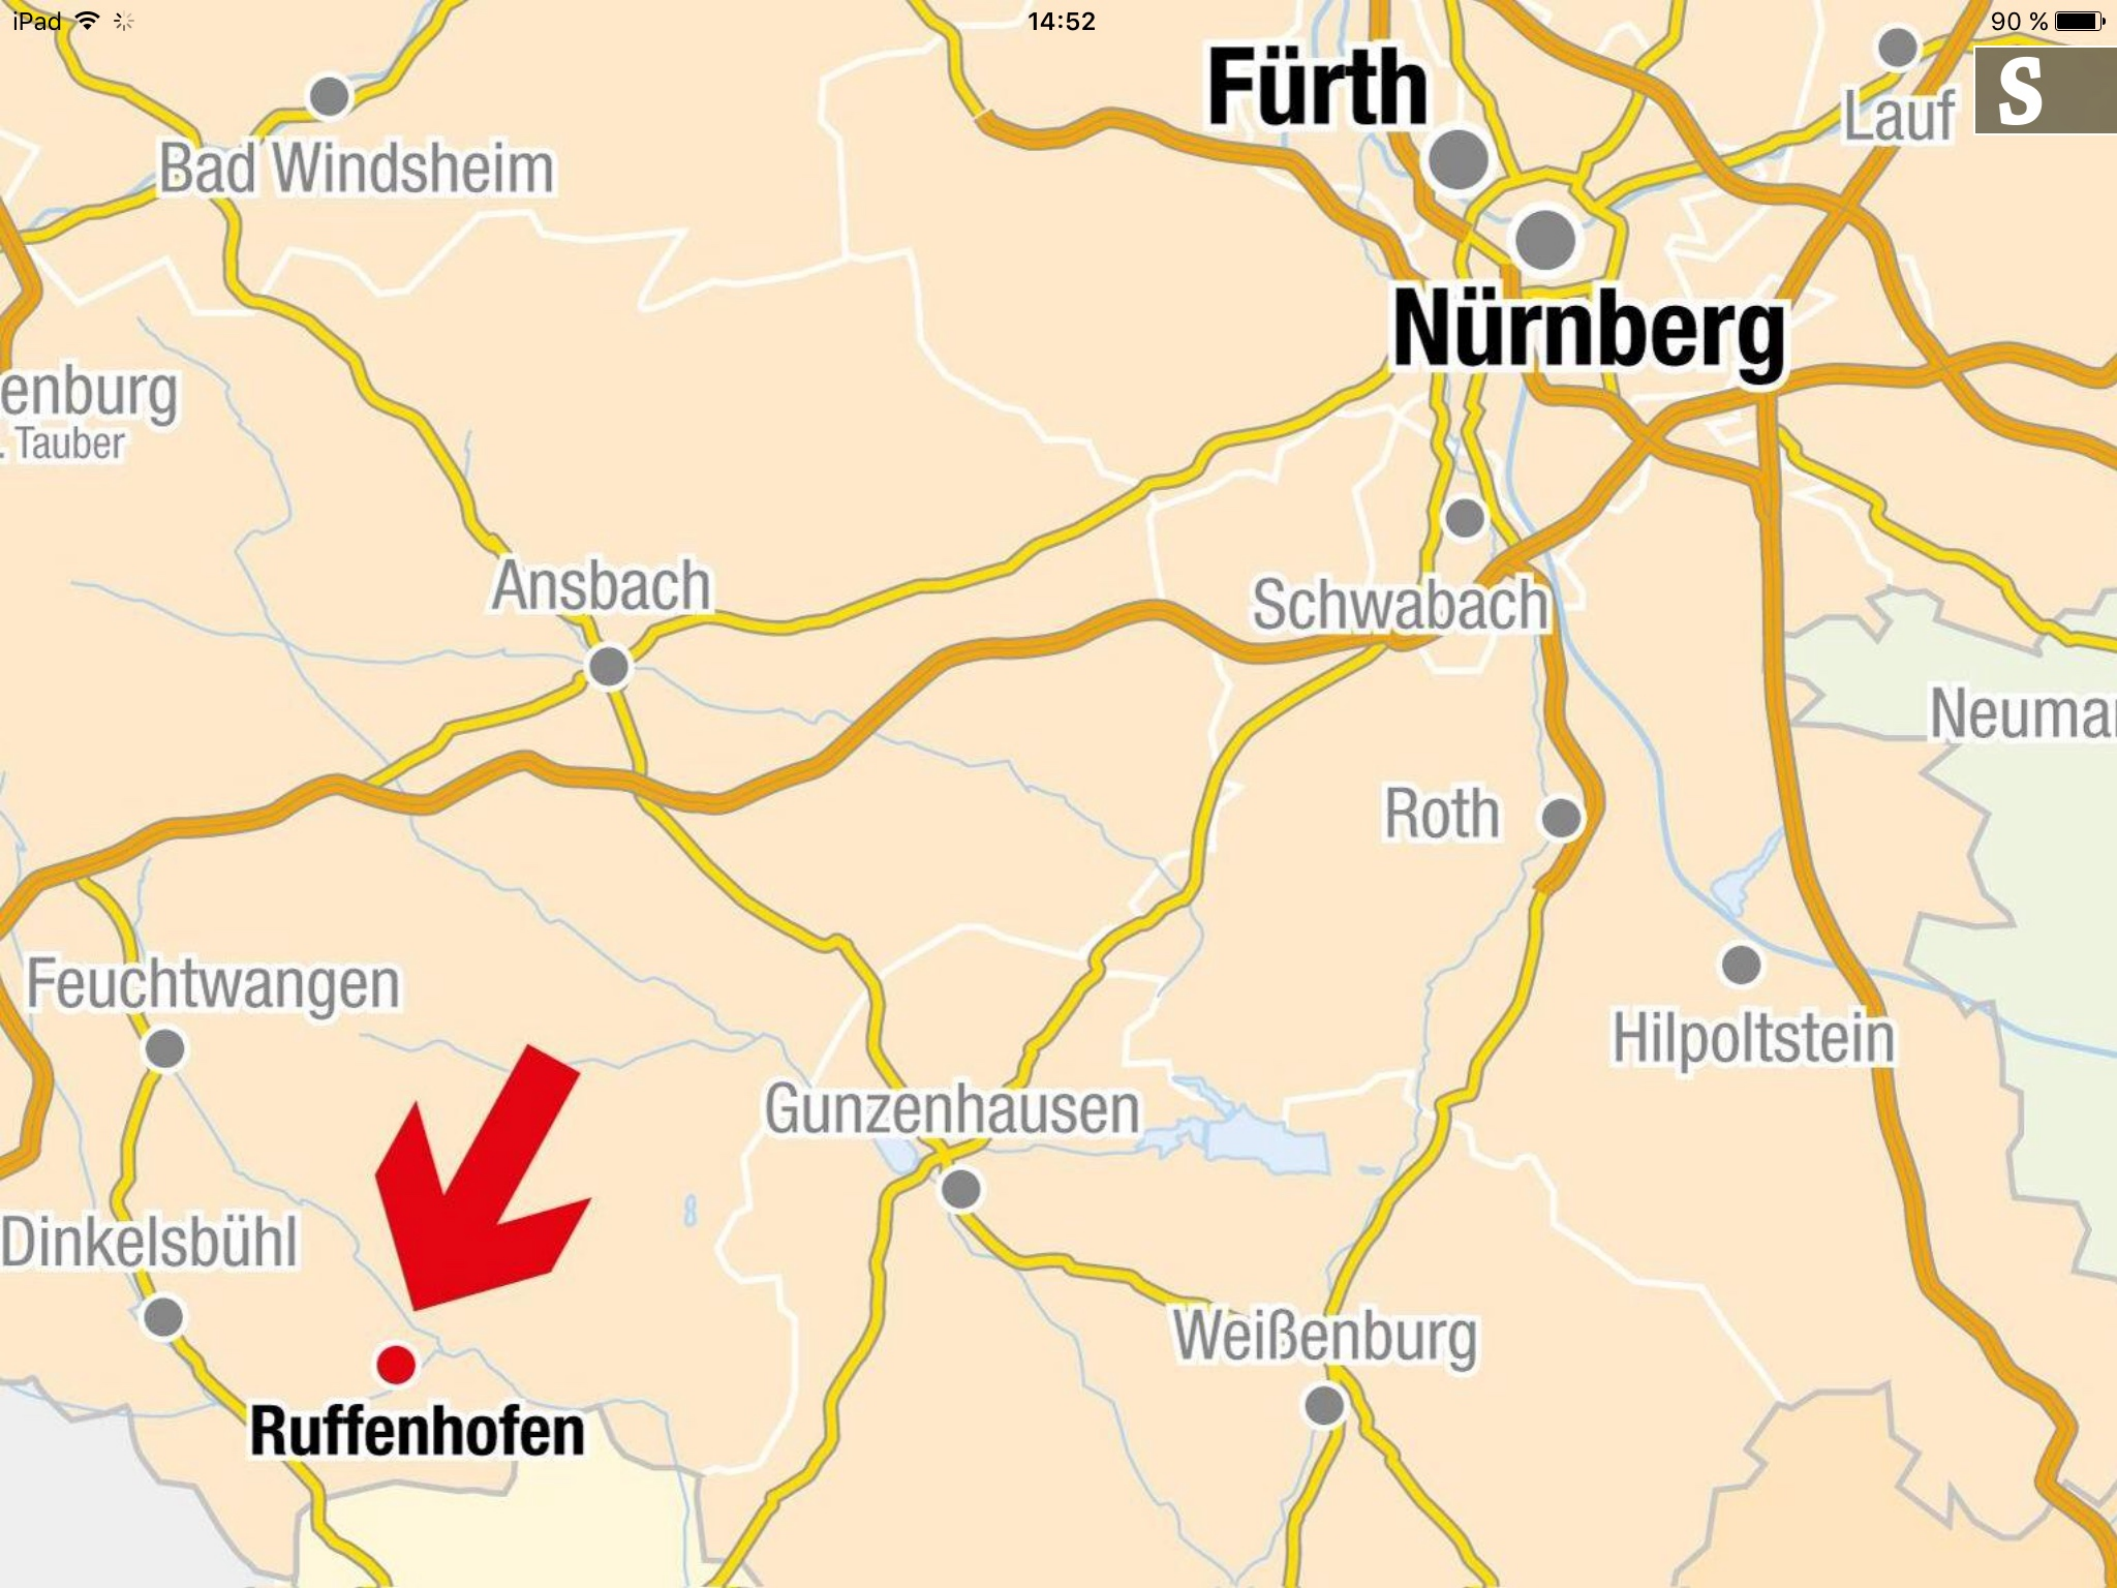 iPad
14:52
90 %
Fürth
Lauf
S
Bad Windsheim
Nürnberg
enburg
. Tauber
Ansbach
Schwabach
Neumar
Roth
Feuchtwangen
Hilpoltstein
Gunzenhausen
Dinkelsbühl
Weißenburg
Ruffenhofen